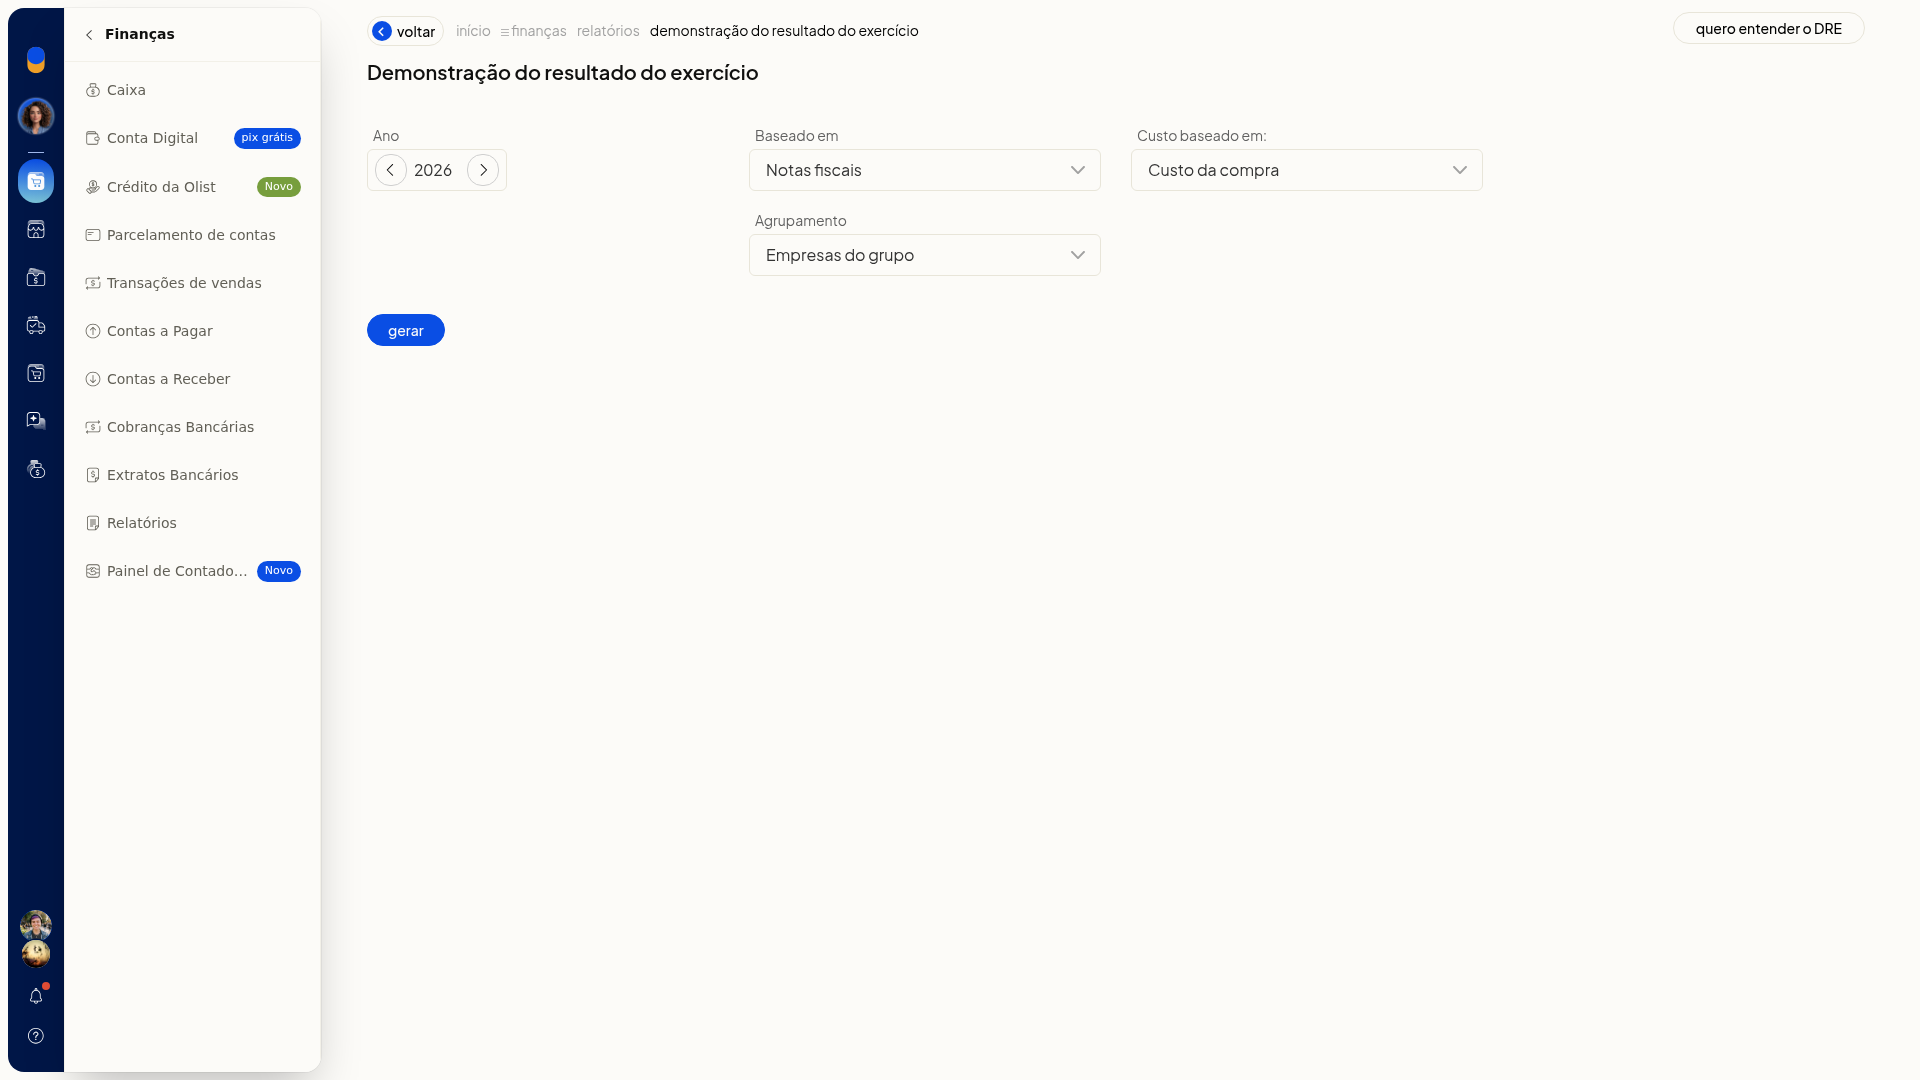 Finanças
Caixa
Conta Digital
pix grátis
Crédito da Olist
Novo
Parcelamento de contas
Transações de vendas
Contas a Pagar
Contas a Receber
Cobranças Bancárias
Extratos Bancários
Relatórios
Painel de Contado...
Novo
voltar
início
finanças
relatórios
demonstração do resultado do exercício
quero entender o DRE
Demonstração do resultado do exercício
Ano
2026
Baseado em
Notas fiscais
Custo baseado em:
Custo da compra
Agrupamento
Empresas do grupo
gerar